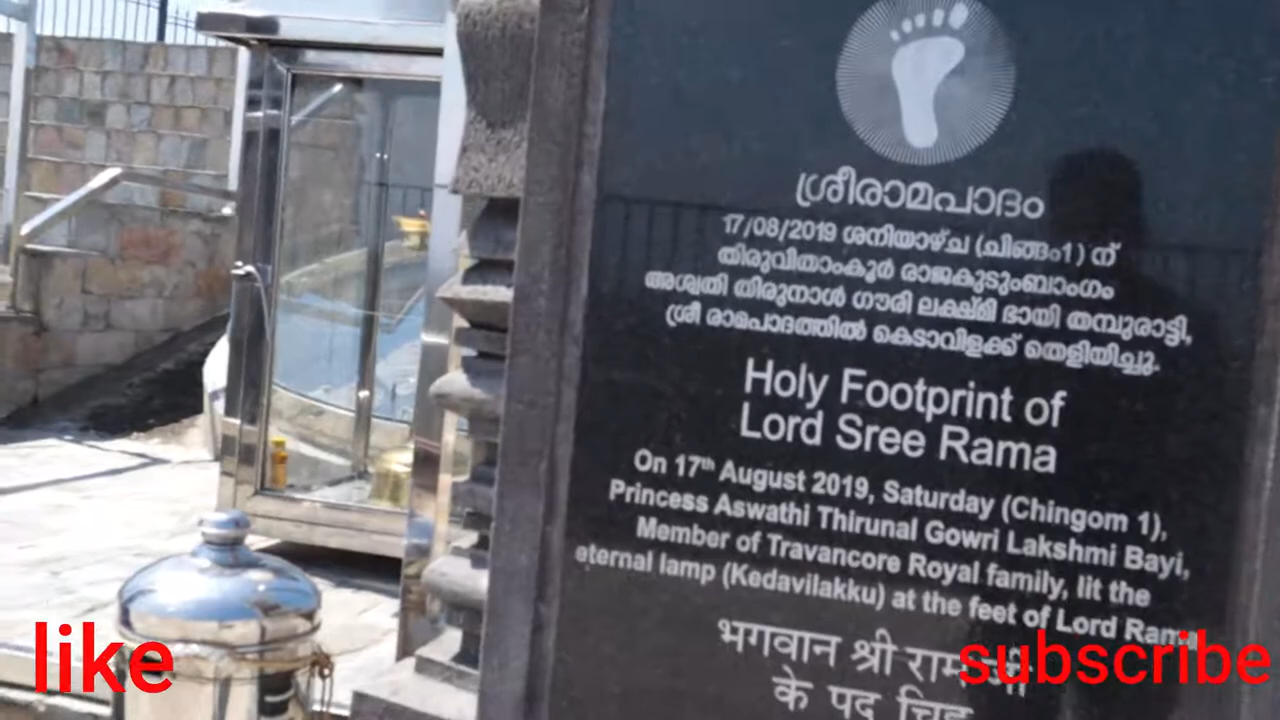 ശ്രീരാമപാദം
17/08/2019 ശനിയാഴ്ച (ചിങ്ങം1) ന്
തിരുവിതാംകൂർ രാജകുടുംബാംഗം
അശ്വതി തിരുനാൾ ഗൗരി ലക്ഷ്മി ഭായി തമ്പുരാട്ടി,
ശ്രീ രാമപാദത്തിൽ കെടാവിളക്ക് തെളിയിച്ചു.
Holy Footprint of
Lord Sree Rama
On 17th August 2019, Saturday (Chingom 1),
Princess Aswathi Thirunal Gowri Lakshmi Bayi,
Member of Travancore Royal family, lit the
eternal lamp (Kedavilakku) at the feet of Lord Rama
भगवान श्री राम जी
के पद चिह्न
like
subscribe